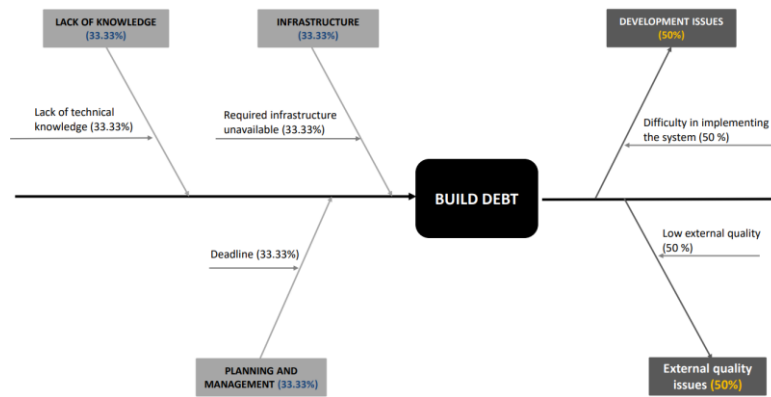 LACK OF KNOWLEDGE
(33.33%)
INFRASTRUCTURE
(33.33%)
DEVELOPMENT ISSUES
(50%)
Lack of technical
knowledge (33.33%)
Required infrastructure
unavailable (33.33%)
Difficulty in implementing
the system (50 %)
BUILD DEBT
Deadline (33.33%)
Low external quality
(50 %)
PLANNING AND
MANAGEMENT (33.33%)
External quality
issues (50%)